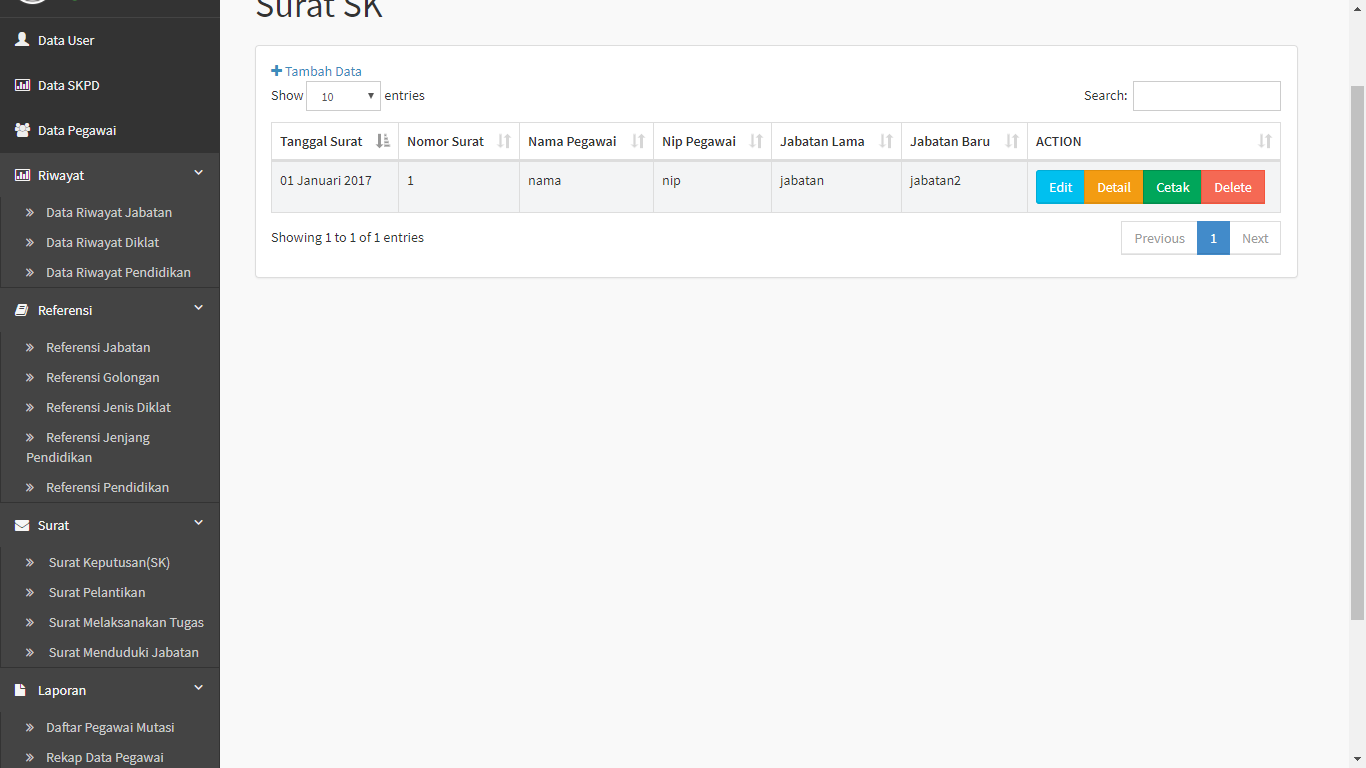 Surat SK
Data User
Data SKPD
Data Pegawai
Riwayat
Data Riwayat Jabatan
Data Riwayat Diklat
Data Riwayat Pendidikan
Referensi
Referensi Jabatan
Referensi Golongan
Referensi Jenis Diklat
Referensi Jenjang
Pendidikan
Referensi Pendidikan
Surat
Surat Keputusan(SK)
Surat Pelantikan
Surat Melaksanakan Tugas
Surat Menduduki Jabatan
Laporan
Daftar Pegawai Mutasi
Rekap Data Pegawai
Tambah Data
Show 10 entries Search:
Tanggal Surat Nomor Surat Nama Pegawai Nip Pegawai Jabatan Lama Jabatan Baru ACTION
01 Januari 2017 1 nama nip jabatan jabatan2 Edit Detail Cetak Delete
Showing 1 to 1 of 1 entries Previous 1 Next